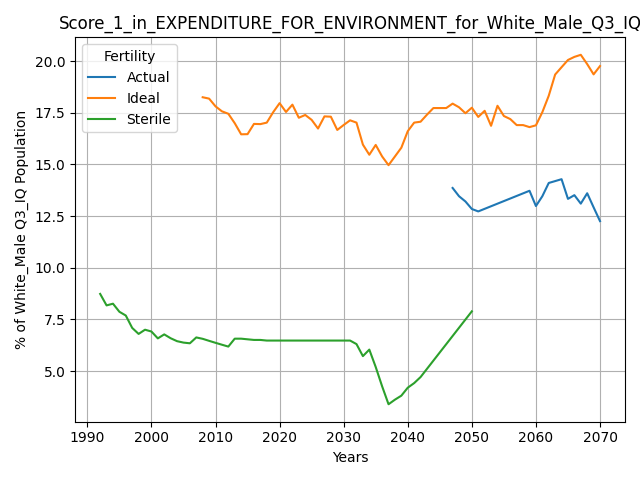 Score_1_in_EXPENDITURE_FOR_ENVIRONMENT_for_White_Male_Q3_IQ
Fertility
Actual
Ideal
Sterile
% of White_Male Q3_IQ Population
20.0
17.5
15.0
12.5
10.0
7.5
5.0
1990 2000 2010 2020 2030 2040 2050 2060 2070
Years